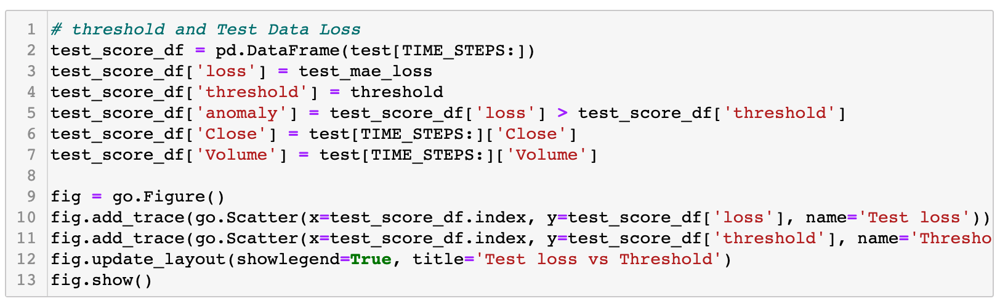 1 # threshold and Test Data Loss
2 test_score_df = pd.DataFrame(test[TIME_STEPS:])
3 test_score_df['loss'] = test_mae_loss
4 test_score_df['threshold'] = threshold
5 test_score_df['anomaly'] = test_score_df['loss'] > test_score_df['threshold']
6 test_score_df['Close'] = test[TIME_STEPS:]['Close']
7 test_score_df['Volume'] = test[TIME_STEPS:]['Volume']
8
9 fig = go.Figure()
10 fig.add_trace(go.Scatter(x=test_score_df.index, y=test_score_df['loss'], name='Test loss'))
11 fig.add_trace(go.Scatter(x=test_score_df.index, y=test_score_df['threshold'], name='Thresho
12 fig.update_layout(showlegend=True, title='Test loss vs Threshold')
13 fig.show()